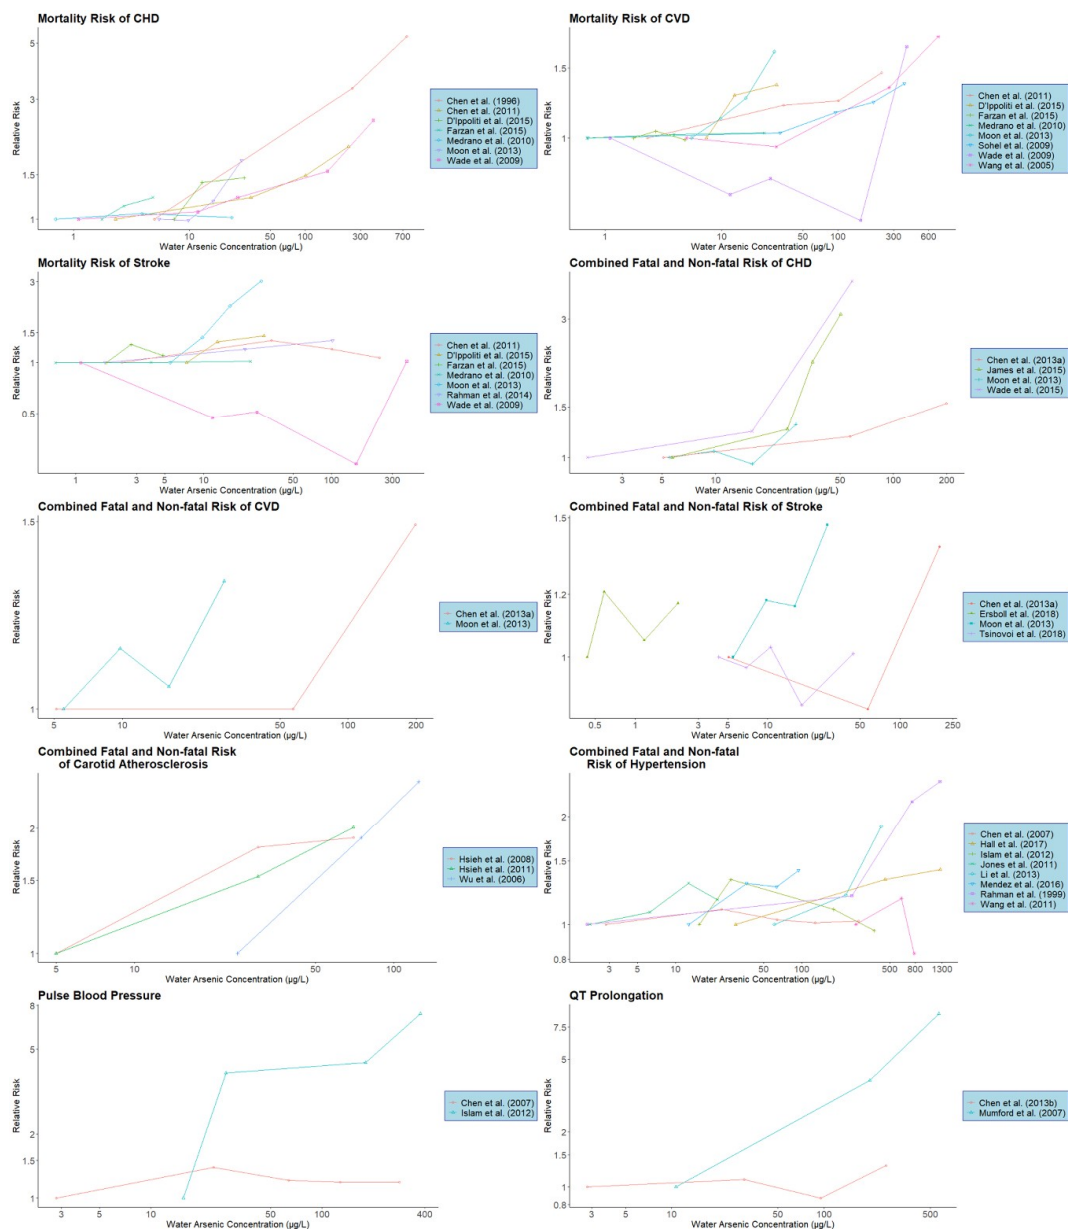 Mortality Risk of CHD
Relative Risk
5
3
1.5
1
1 10 50 100 300 700
Water Arsenic Concentration (µg/L)
Chen et al. (1996)
Chen et al. (2011)
D'Ippoliti et al. (2015)
Farzan et al. (2015)
Medrano et al. (2010)
Moon et al. (2013)
Wade et al. (2009)
Mortality Risk of CVD
Relative Risk
1.5
1
1 10 50 100 300 600
Water Arsenic Concentration (µg/L)
Chen et al. (2011)
D'Ippoliti et al. (2015)
Farzan et al. (2015)
Medrano et al. (2010)
Moon et al. (2013)
Sohel et al. (2009)
Wade et al. (2009)
Wang et al. (2005)
Mortality Risk of Stroke
Relative Risk
3
1.5
1
0.5
1 3 5 10 50 100 300
Water Arsenic Concentration (µg/L)
Chen et al. (2011)
D'Ippoliti et al. (2015)
Farzan et al. (2015)
Medrano et al. (2010)
Moon et al. (2013)
Rahman et al. (2014)
Wade et al. (2009)
Combined Fatal and Non-fatal Risk of CHD
Relative Risk
3
1.5
1
3 5 10 50 100 200
Water Arsenic Concentration (µg/L)
Chen et al. (2013a)
James et al. (2015)
Moon et al. (2013)
Wade et al. (2015)
Combined Fatal and Non-fatal Risk of CVD
Relative Risk
1.5
1
5 10 50 100 200
Water Arsenic Concentration (µg/L)
Chen et al. (2013a)
Moon et al. (2013)
Combined Fatal and Non-fatal Risk of Stroke
Relative Risk
1.5
1.2
1
0.5 1 3 5 10 50 100 250
Water Arsenic Concentration (µg/L)
Chen et al. (2013a)
Ersboll et al. (2018)
Moon et al. (2013)
Tsinovoi et al. (2018)
Combined Fatal and Non-fatal Risk
of Carotid Atherosclerosis
Relative Risk
2
1.5
1
5 10 50 100
Water Arsenic Concentration (µg/L)
Hsieh et al. (2008)
Hsieh et al. (2011)
Wu et al. (2006)
Combined Fatal and Non-fatal
Risk of Hypertension
Relative Risk
2
1.5
1
0.8
3 5 10 50 100 500 800 1300
Water Arsenic Concentration (µg/L)
Chen et al. (2007)
Hall et al. (2017)
Islam et al. (2012)
Jones et al. (2011)
Li et al. (2013)
Mendez et al. (2016)
Rahman et al. (1999)
Wang et al. (2011)
Pulse Blood Pressure
Relative Risk
8
5
2
1.5
1
3 5 10 50 100 400
Water Arsenic Concentration (µg/L)
Chen et al. (2007)
Islam et al. (2012)
QT Prolongation
Relative Risk
7.5
5
2
1.5
1
0.8
3 5 10 50 100 500
Water Arsenic Concentration (µg/L)
Chen et al. (2013b)
Mumford et al. (2007)